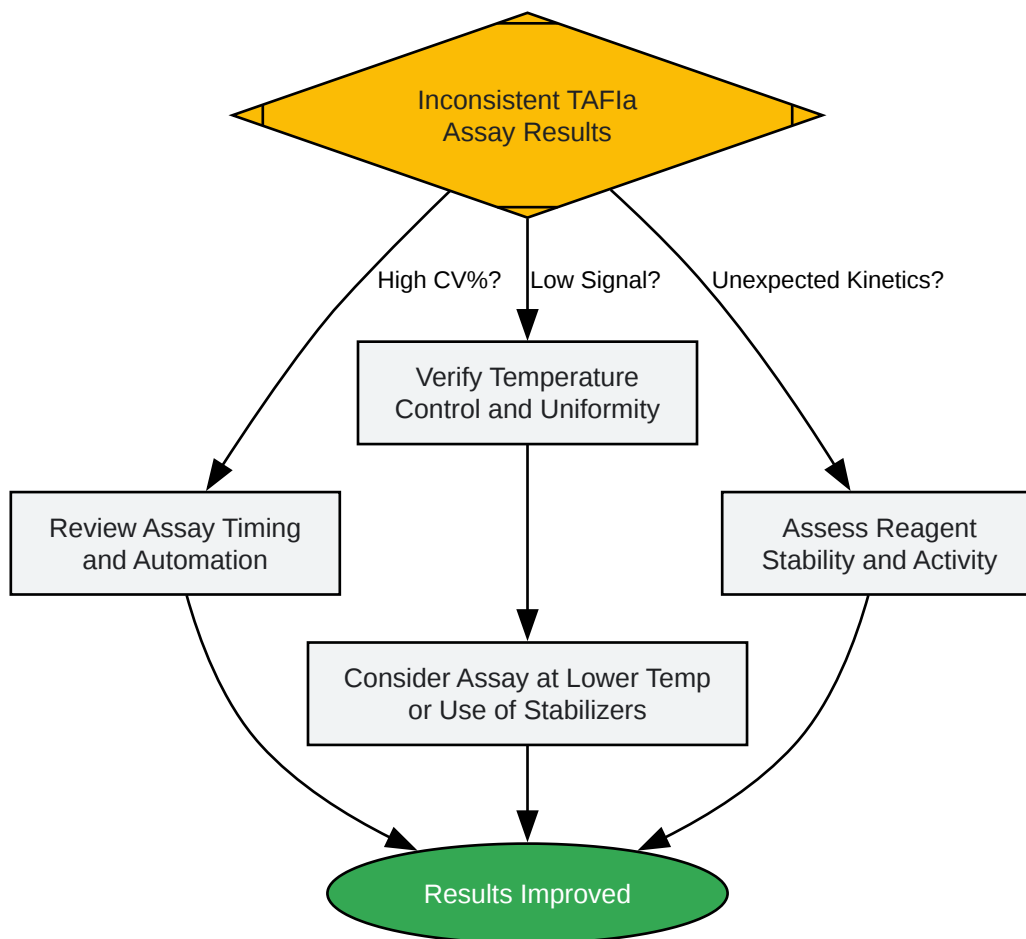 Inconsistent TAFIa
Assay Results
High CV%?
Low Signal?
Unexpected Kinetics?
Verify Temperature
Control and Uniformity
Review Assay Timing
and Automation
Assess Reagent
Stability and Activity
Consider Assay at Lower Temp
or Use of Stabilizers
Results Improved